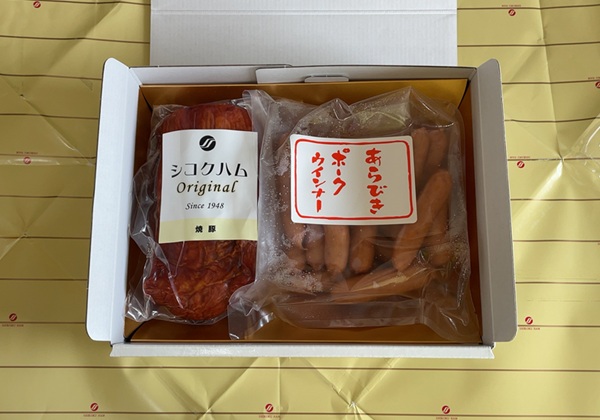 シコクハム
Original
Since 1948
焼豚
あらびき
ポーク
ウインナー